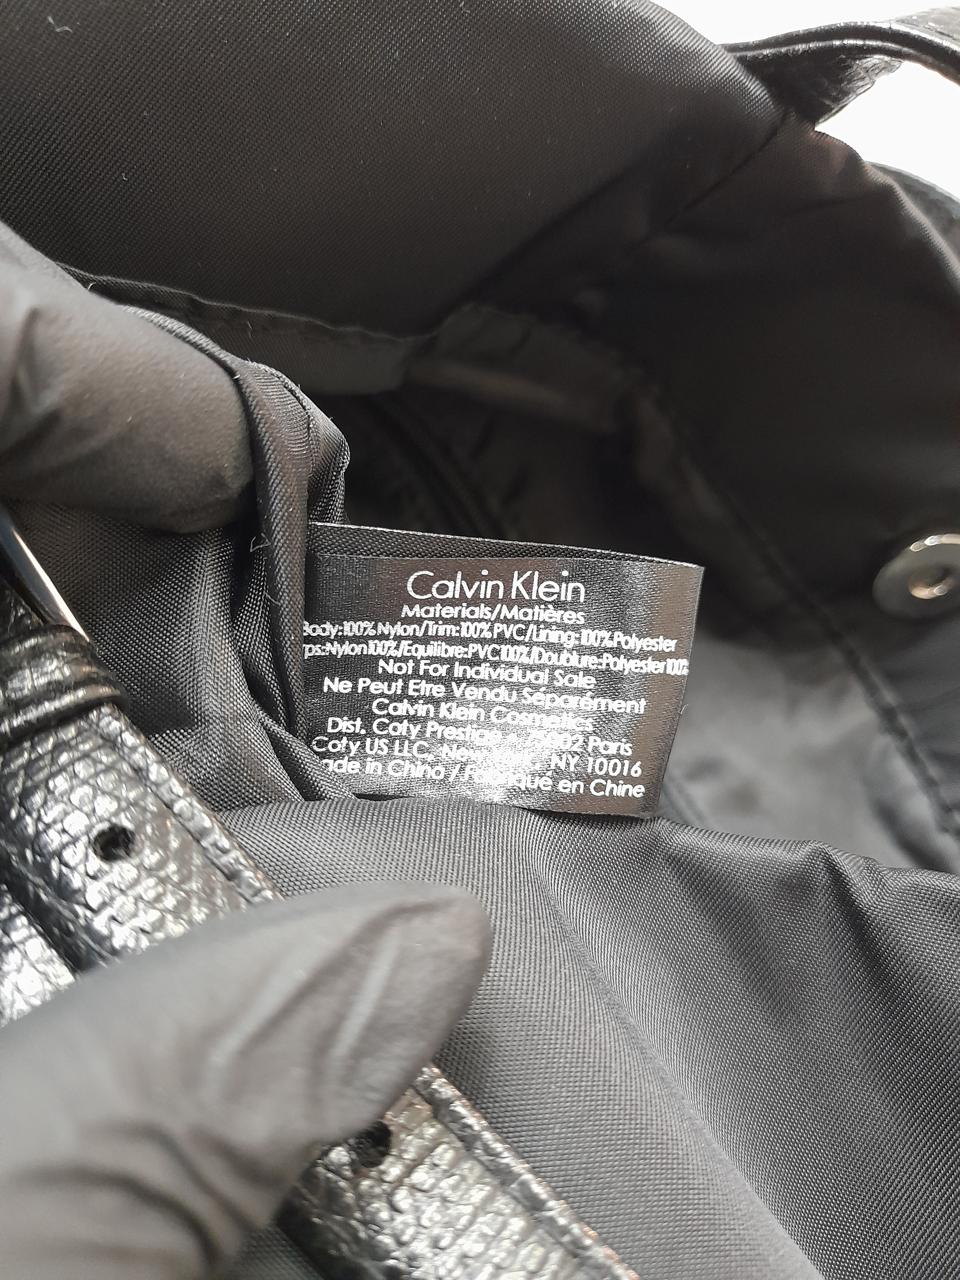 Calvin Klein
Materials/Matières
Body:100% Nylon/Trim:100% PVC/Lining:100% Polyester
ps:Nylon100%/Equilibre:PVC100%/Doublure:Polyester100%
Not For Individual Sale
Ne Peut Etre Vendu Séparément
Calvin Klein Cosmetics
Dist. Coty Paris
Coty US LLC, NY 10016
ade in China / Fabriqué en Chine